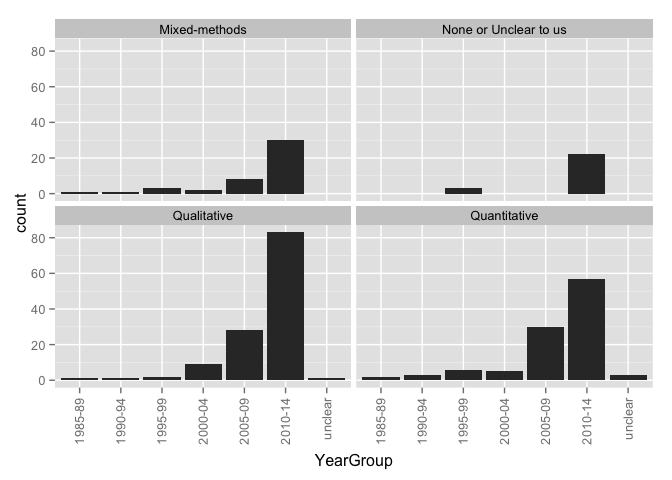 Mixed-methods
None or Unclear to us
80
60
40
20
0
count
Qualitative
Quantitative
80
60
40
20
0
1985-89
1990-94
1995-99
2000-04
2005-09
2010-14
unclear
1985-89
1990-94
1995-99
2000-04
2005-09
2010-14
unclear
YearGroup